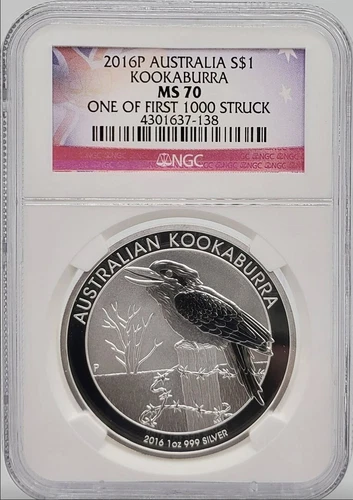 2016P AUSTRALIA S$1
KOOKABURRA
MS 70
ONE OF FIRST 1000 STRUCK
4301637-138
NGC
AUSTRALIAN KOOKABURRA
P
2016 1oz 999 SILVER